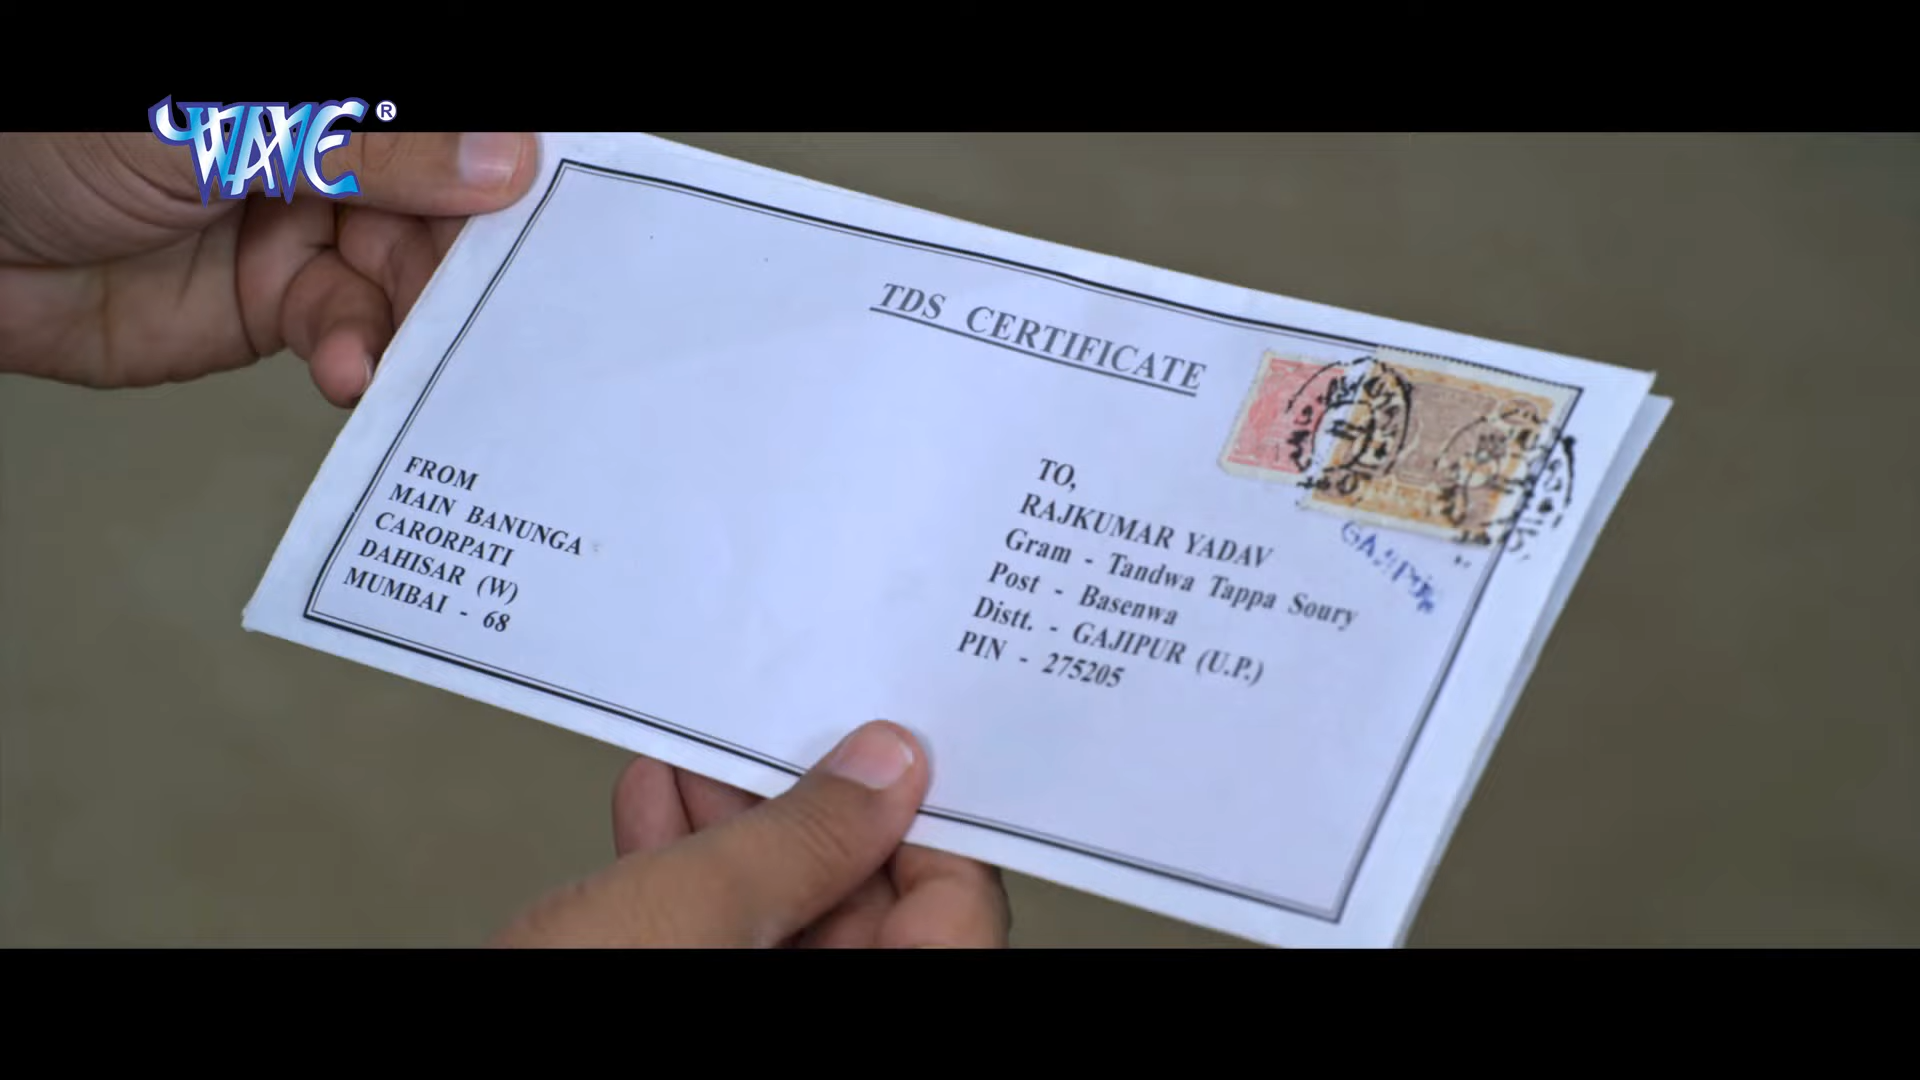 WAVE ®
TDS CERTIFICATE
FROM
MAIN BANUNGA
CARORPATI
DAHISAR (W)
MUMBAI - 68
TO,
RAJKUMAR YADAV
Gram - Tandwa Tappa Soury
Post - Basenwa
Distt. - GAJIPUR (U.P.)
PIN - 275205